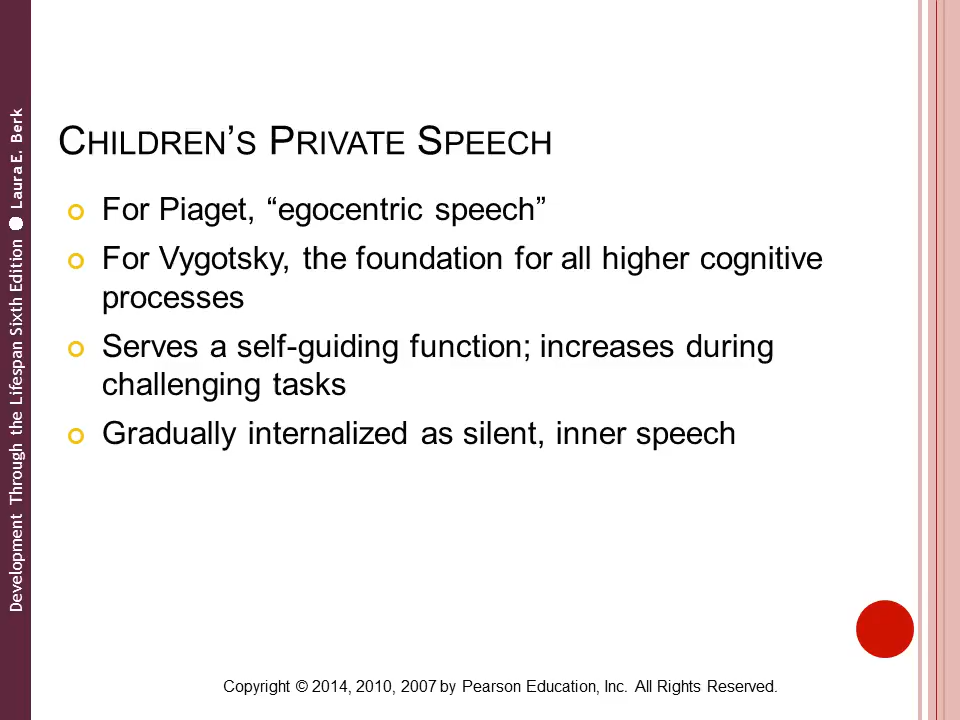 Development Through the Lifespan Sixth Edition ● Laura E. Berk
CHILDREN'S PRIVATE SPEECH
For Piaget, “egocentric speech”
For Vygotsky, the foundation for all higher cognitive
processes
Serves a self-guiding function; increases during
challenging tasks
Gradually internalized as silent, inner speech
Copyright © 2014, 2010, 2007 by Pearson Education, Inc. All Rights Reserved.